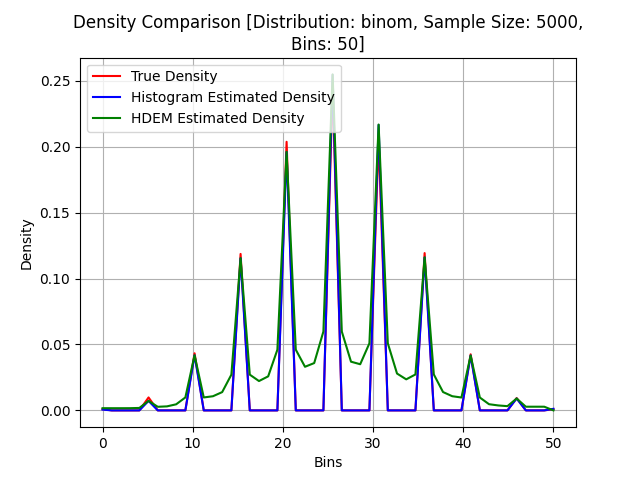 Density Comparison [Distribution: binom, Sample Size: 5000,
Bins: 50]
True Density
Histogram Estimated Density
HDEM Estimated Density
Density
0.25
0.20
0.15
0.10
0.05
0.00
0 10 20 30 40 50
Bins